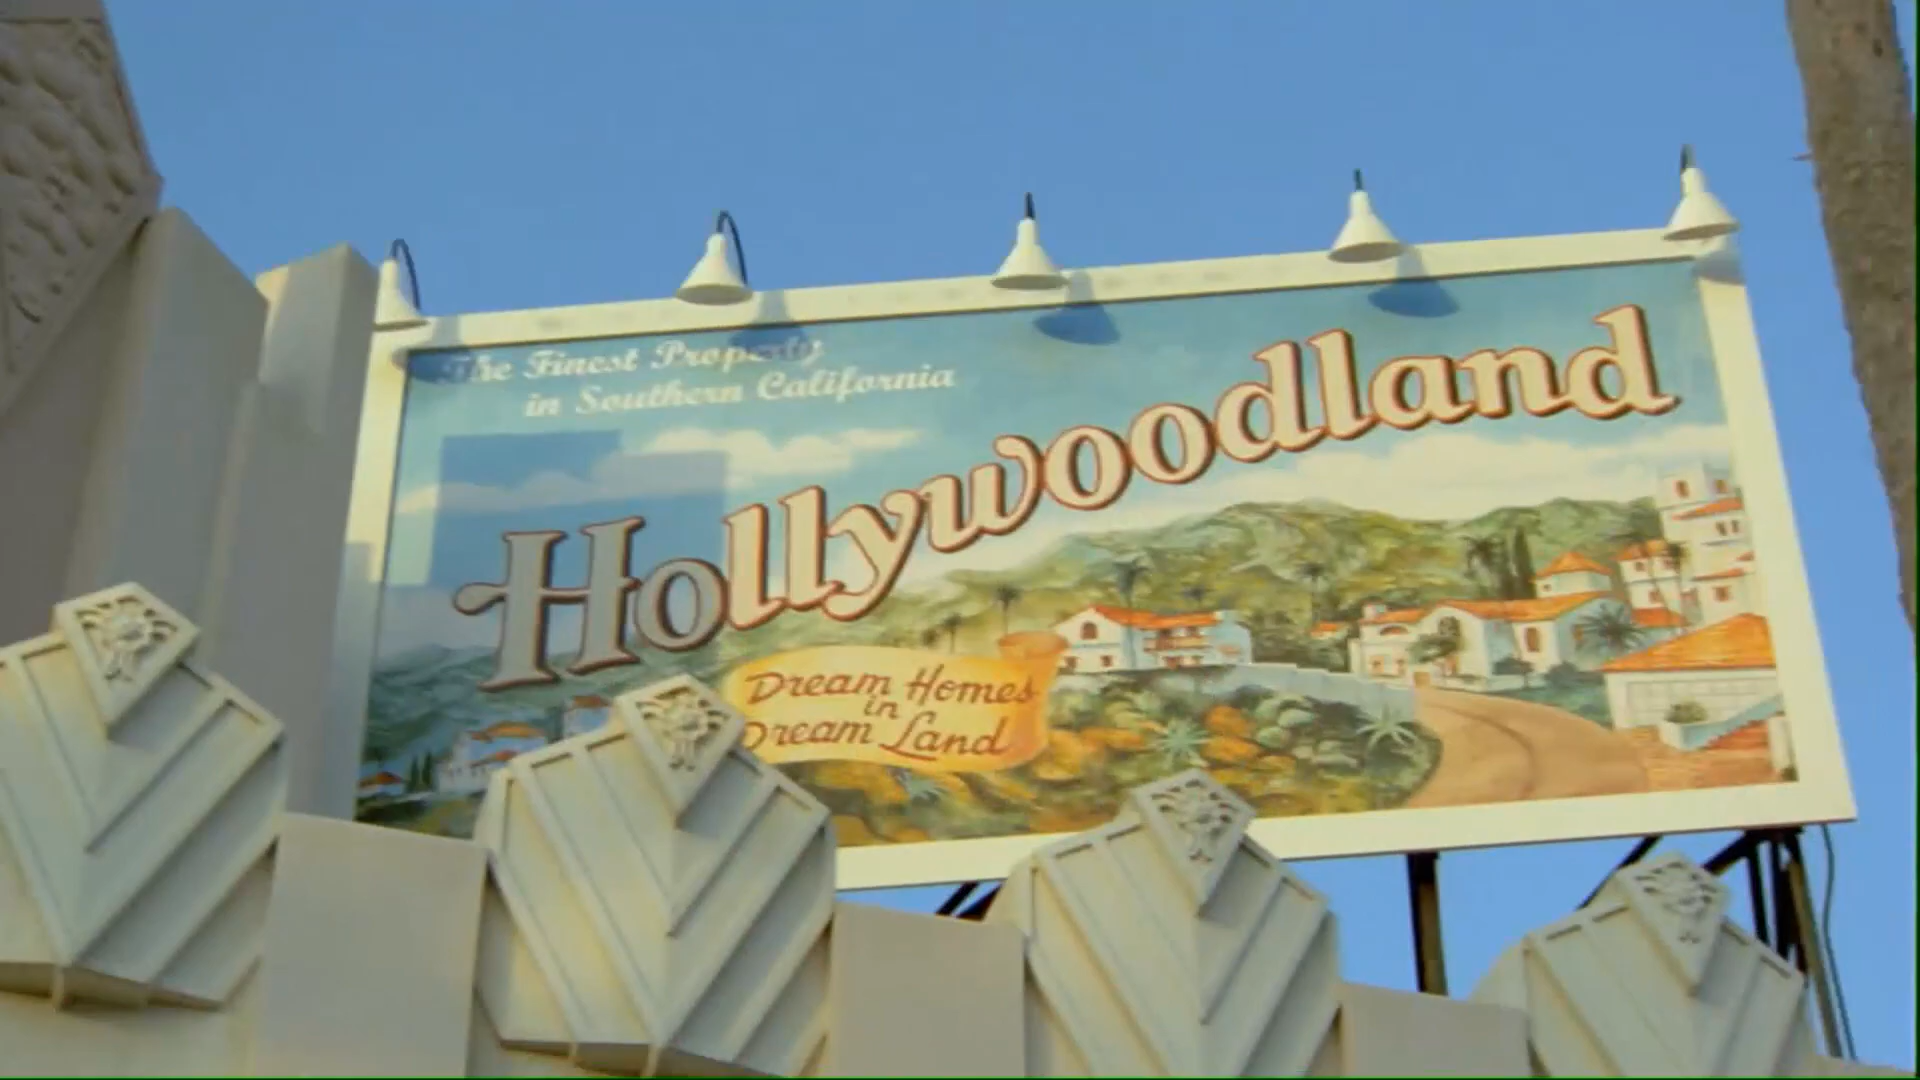 The Finest Property
in Southern California
Hollywoodland
Dream Homes
in
Dream Land